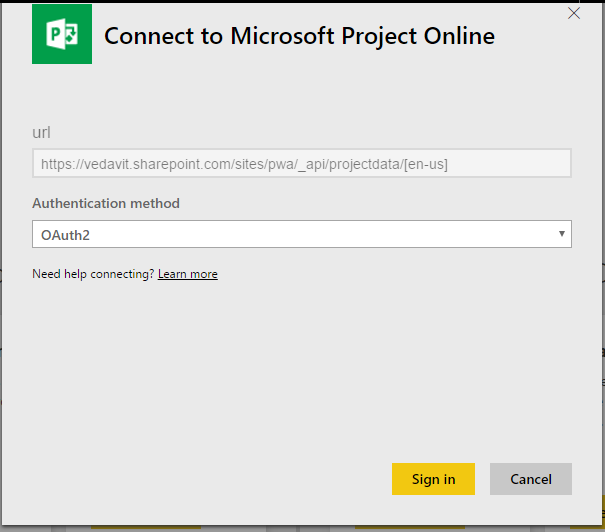 Connect to Microsoft Project Online
url
https://vedavit.sharepoint.com/sites/pwa/_api/projectdata/[en-us]
Authentication method
OAuth2
Need help connecting? Learn more
Sign in
Cancel